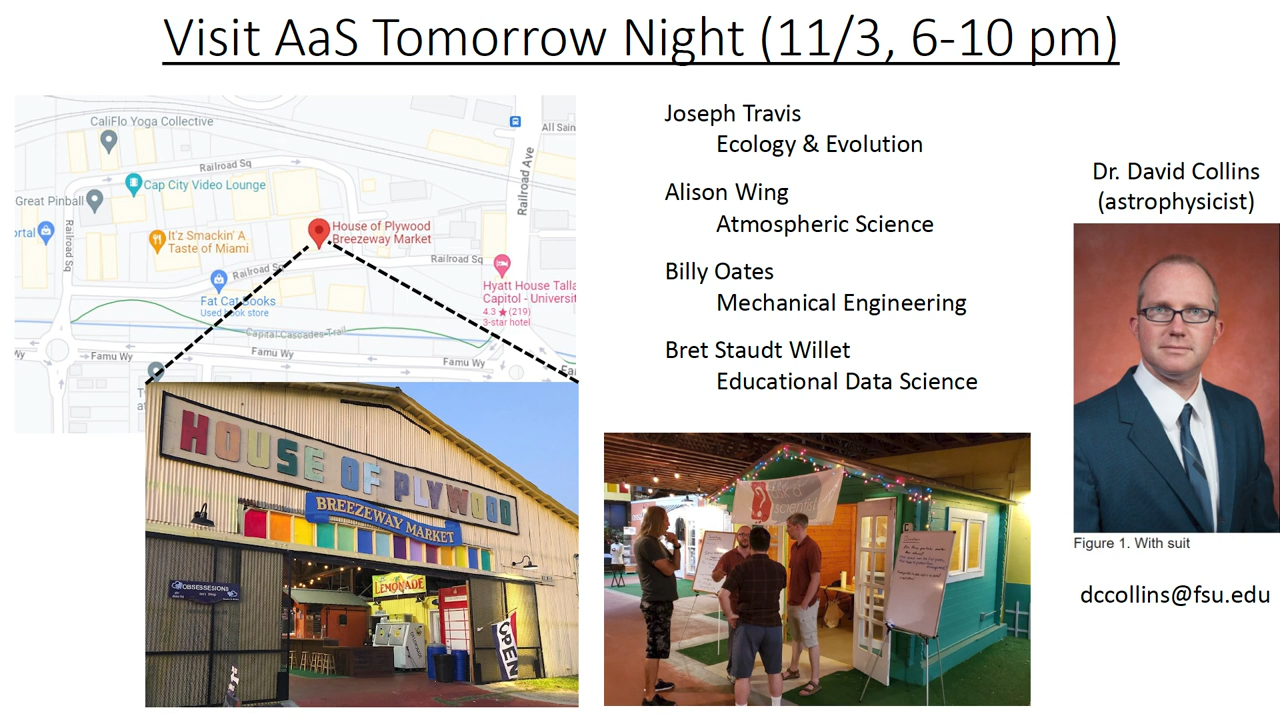 Visit AaS Tomorrow Night (11/3, 6-10 pm)
CaliFlo Yoga Collective
All Sain
Railroad Sq
Cap City Video Lounge
Great Pinball
Railroad Ave
ortal
It'z Smackin' A
Taste of Miami
House of Plywood
Breezeway Market
Railroad Sq
Railroad Sq
Railroad Sq
Fat Cat Books
Used book store
Hyatt House Talla
Capitol - Universit
4.3 ★ (219)
3-star hotel
Capital Cascades Trail
Wy
Famu Wy
Famu Wy
Famu Wy
Fa
HOUSE OF PLYWOOD
BREEZEWAY MARKET
OBSESSESIONS
LEMONADE
OPEN
Joseph Travis
Ecology & Evolution
Alison Wing
Atmospheric Science
Billy Oates
Mechanical Engineering
Bret Staudt Willet
Educational Data Science
Dr. David Collins
(astrophysicist)
Figure 1. With suit
dccollins@fsu.edu